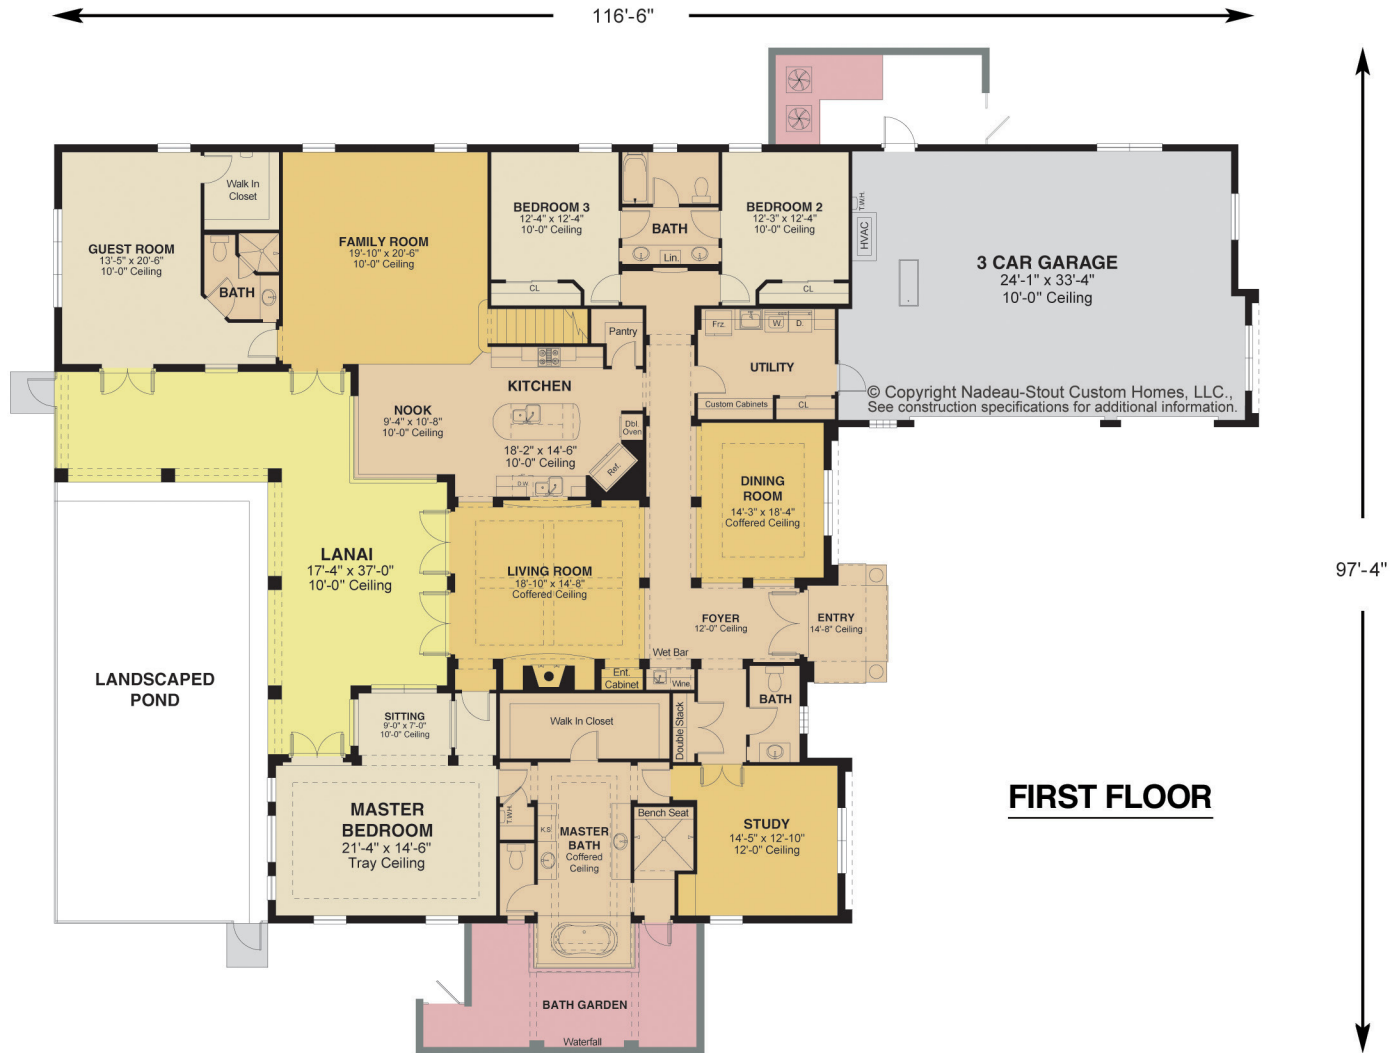 116'-6"
97'-4"
Walk In
Closet
GUEST ROOM
13'-5" x 20'-6"
10'-0" Ceiling
BATH
FAMILY ROOM
19'-10" x 20'-6"
10'-0" Ceiling
BEDROOM 3
12'-4" x 12'-4"
10'-0" Ceiling
CL
BATH
Lin.
BEDROOM 2
12'-3" x 12'-4"
10'-0" Ceiling
CL
T.W.H.
HVAC
3 CAR GARAGE
24'-1" x 33'-4"
10'-0" Ceiling
Pantry
Frz.
W.
D.
UTILITY
Custom Cabinets
CL
© Copyright Nadeau-Stout Custom Homes, LLC.,
See construction specifications for additional information.
KITCHEN
18'-2" x 14'-6"
10'-0" Ceiling
NOOK
9'-4" x 10'-8"
10'-0" Ceiling
Dbl.
Oven
Ref.
D.W.
DINING
ROOM
14'-3" x 18'-4"
Coffered Ceiling
LANAI
17'-4" x 37'-0"
10'-0" Ceiling
LIVING ROOM
18'-10" x 14'-8"
Coffered Ceiling
FOYER
12'-0" Ceiling
ENTRY
14'-8" Ceiling
Wet Bar
Wine
Ent.
Cabinet
LANDSCAPED
POND
SITTING
9'-0" x 7'-0"
10'-0" Ceiling
Walk In Closet
Double Stack
BATH
MASTER
BEDROOM
21'-4" x 14'-6"
Tray Ceiling
T.W.H.
K.S.
MASTER
BATH
Coffered
Ceiling
Bench Seat
STUDY
14'-5" x 12'-10"
12'-0" Ceiling
FIRST FLOOR
BATH GARDEN
Waterfall